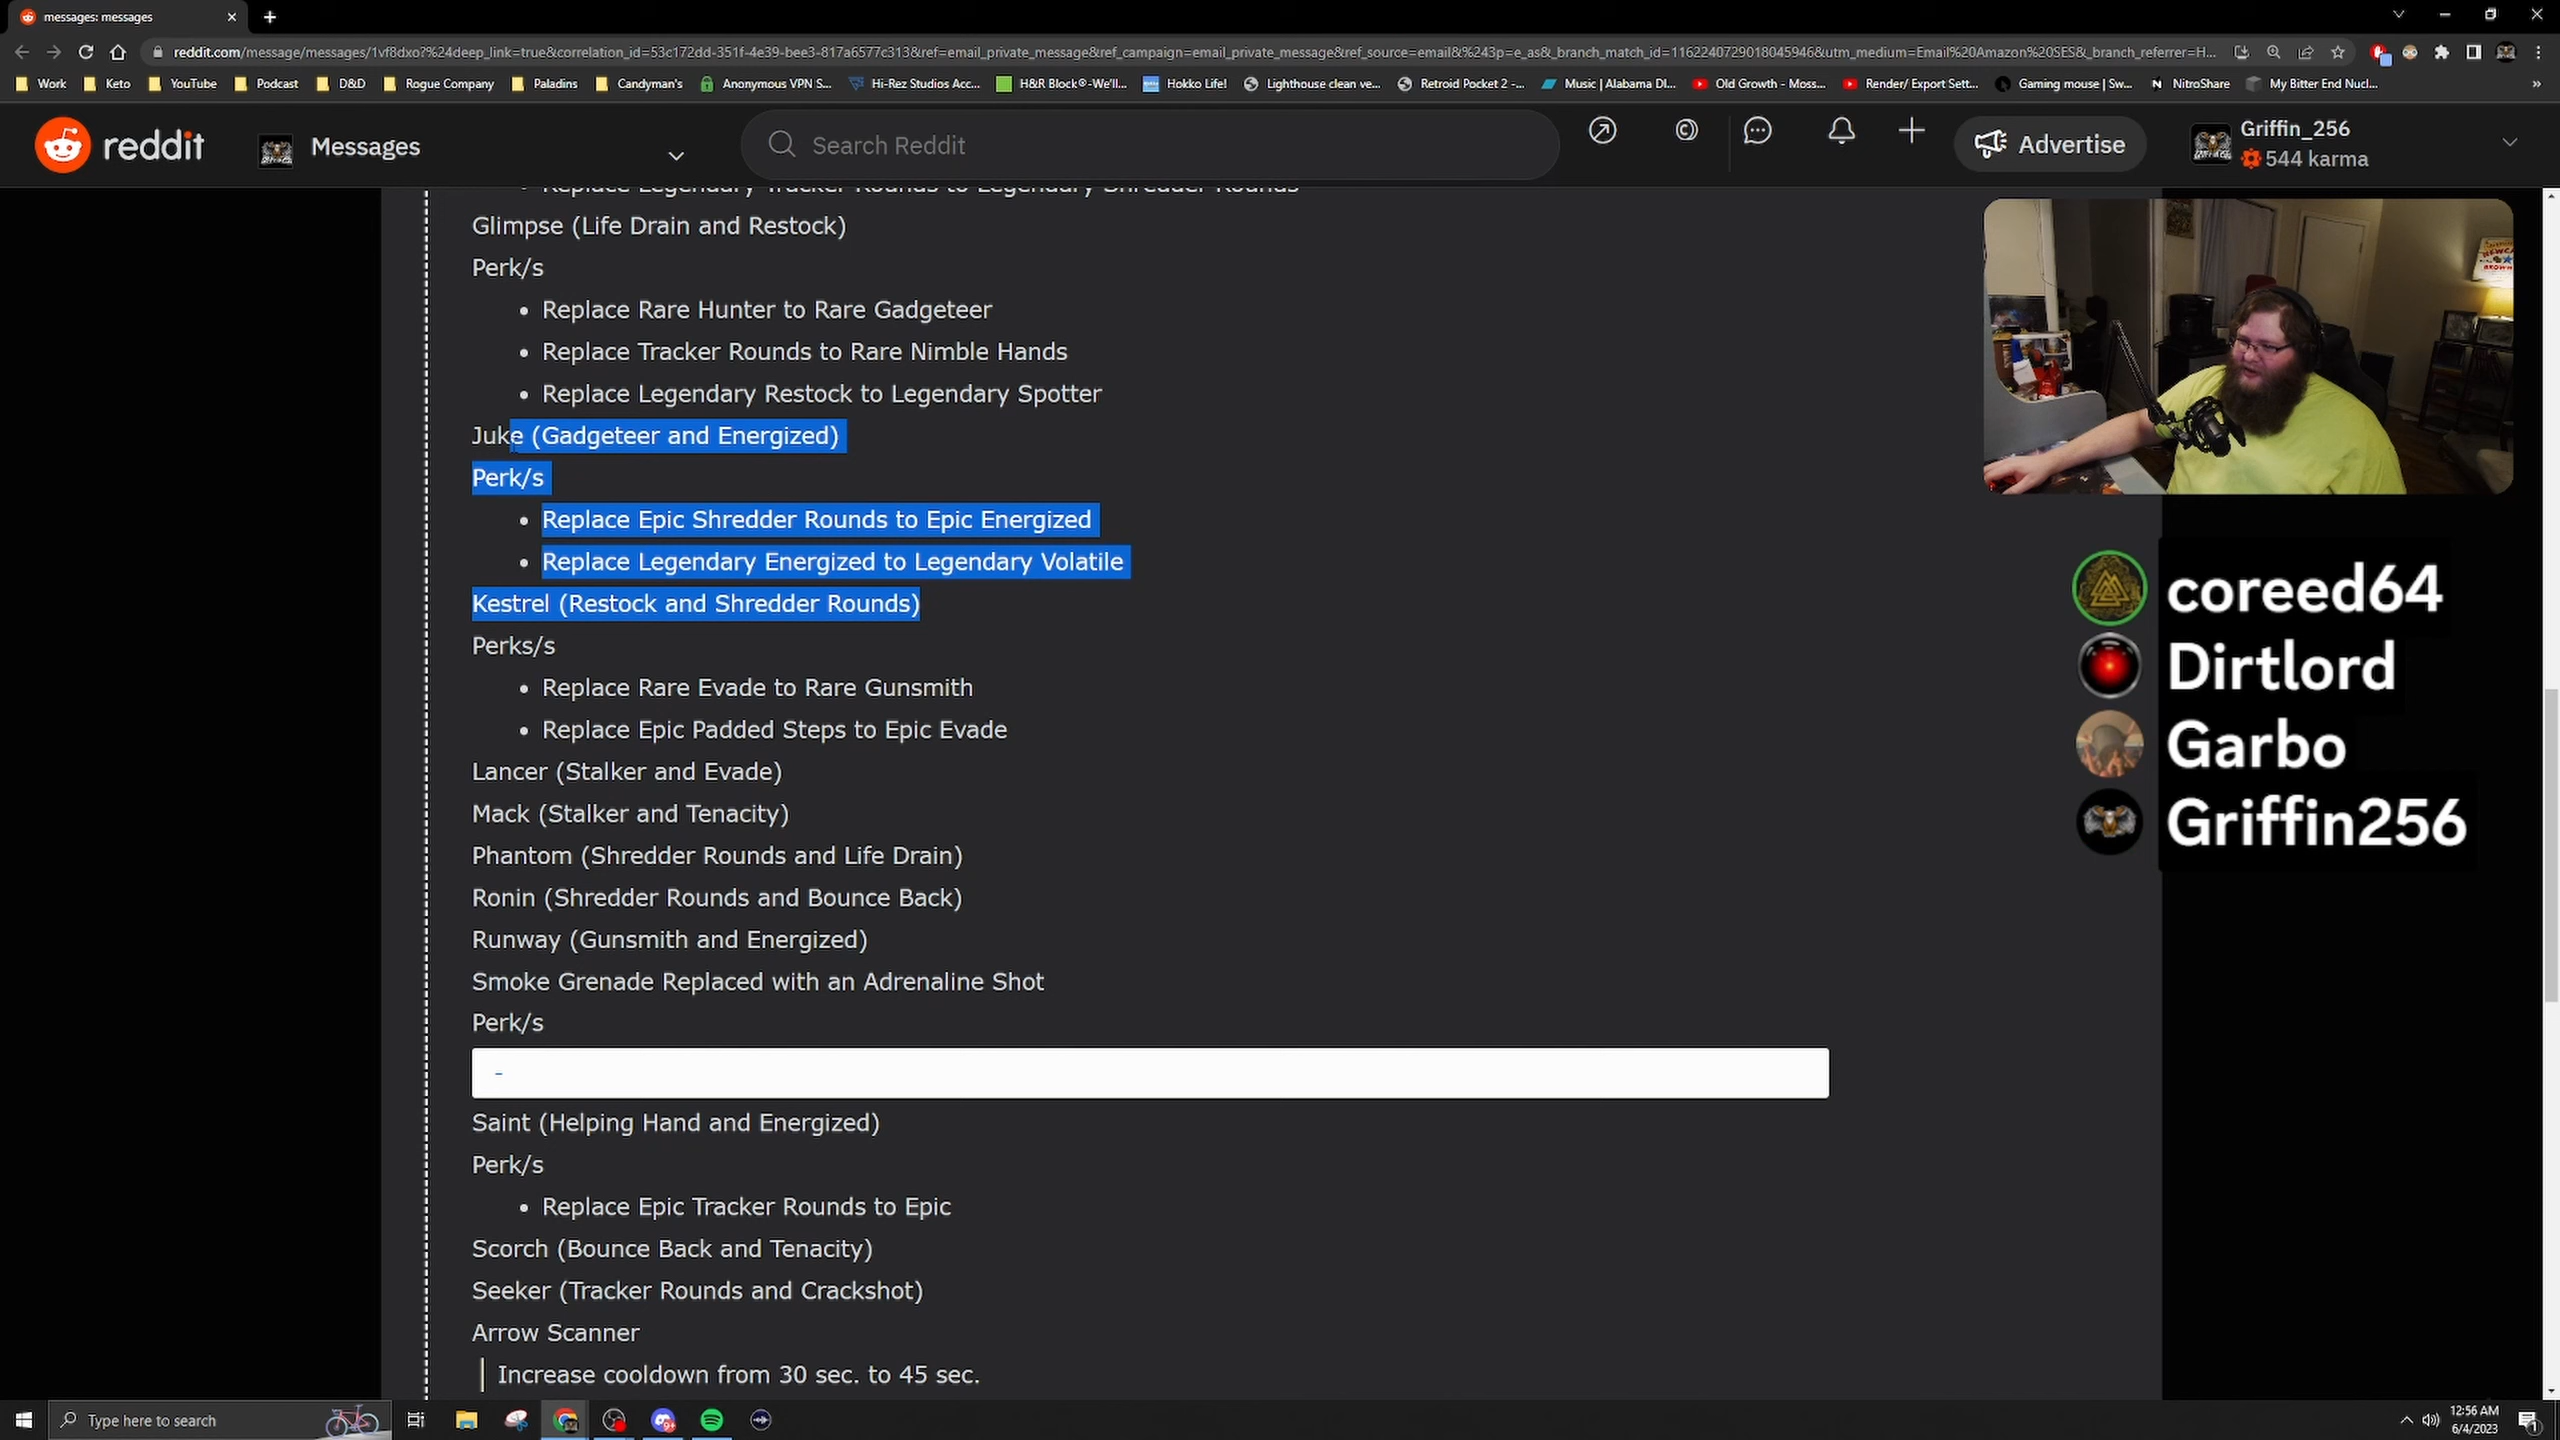 messages: messages
reddit.com/message/messages/1vf8dxo?%24deep_link=true&correlation_id=53c172dd-351f-4e39-bee3-817a6577c313&ref=email_private_message&ref_campaign=email_private_message&ref_source=email&%243p=e_as&_branch_match_id=1162240729018045946&utm_medium=Email%20Amazon%20SES&_branch_referrer=H...
Work
Keto
YouTube
Podcast
D&D
Rogue Company
Paladins
Candyman's
Anonymous VPN S...
Hi-Rez Studios Acc...
H&R Block®-We'll...
Hokko Life!
Lighthouse clean ve...
Retroid Pocket 2 -...
Music | Alabama DI...
Old Growth - Moss...
Render/ Export Sett...
Gaming mouse | Sw...
NitroShare
My Bitter End Nucl...
reddit
Messages
Search Reddit
Advertise
Griffin_256
544 karma
Replace Legendary Tracker Rounds to Legendary Shredder Rounds
Glimpse (Life Drain and Restock)
Perk/s
Replace Rare Hunter to Rare Gadgeteer
Replace Tracker Rounds to Rare Nimble Hands
Replace Legendary Restock to Legendary Spotter
Juke (Gadgeteer and Energized)
Perk/s
Replace Epic Shredder Rounds to Epic Energized
Replace Legendary Energized to Legendary Volatile
Kestrel (Restock and Shredder Rounds)
Perks/s
Replace Rare Evade to Rare Gunsmith
Replace Epic Padded Steps to Epic Evade
Lancer (Stalker and Evade)
Mack (Stalker and Tenacity)
Phantom (Shredder Rounds and Life Drain)
Ronin (Shredder Rounds and Bounce Back)
Runway (Gunsmith and Energized)
Smoke Grenade Replaced with an Adrenaline Shot
Perk/s
-
Saint (Helping Hand and Energized)
Perk/s
Replace Epic Tracker Rounds to Epic
Scorch (Bounce Back and Tenacity)
Seeker (Tracker Rounds and Crackshot)
Arrow Scanner
Increase cooldown from 30 sec. to 45 sec.
coreed64
Dirtlord
Garbo
Griffin256
Type here to search
12:56 AM
6/4/2023